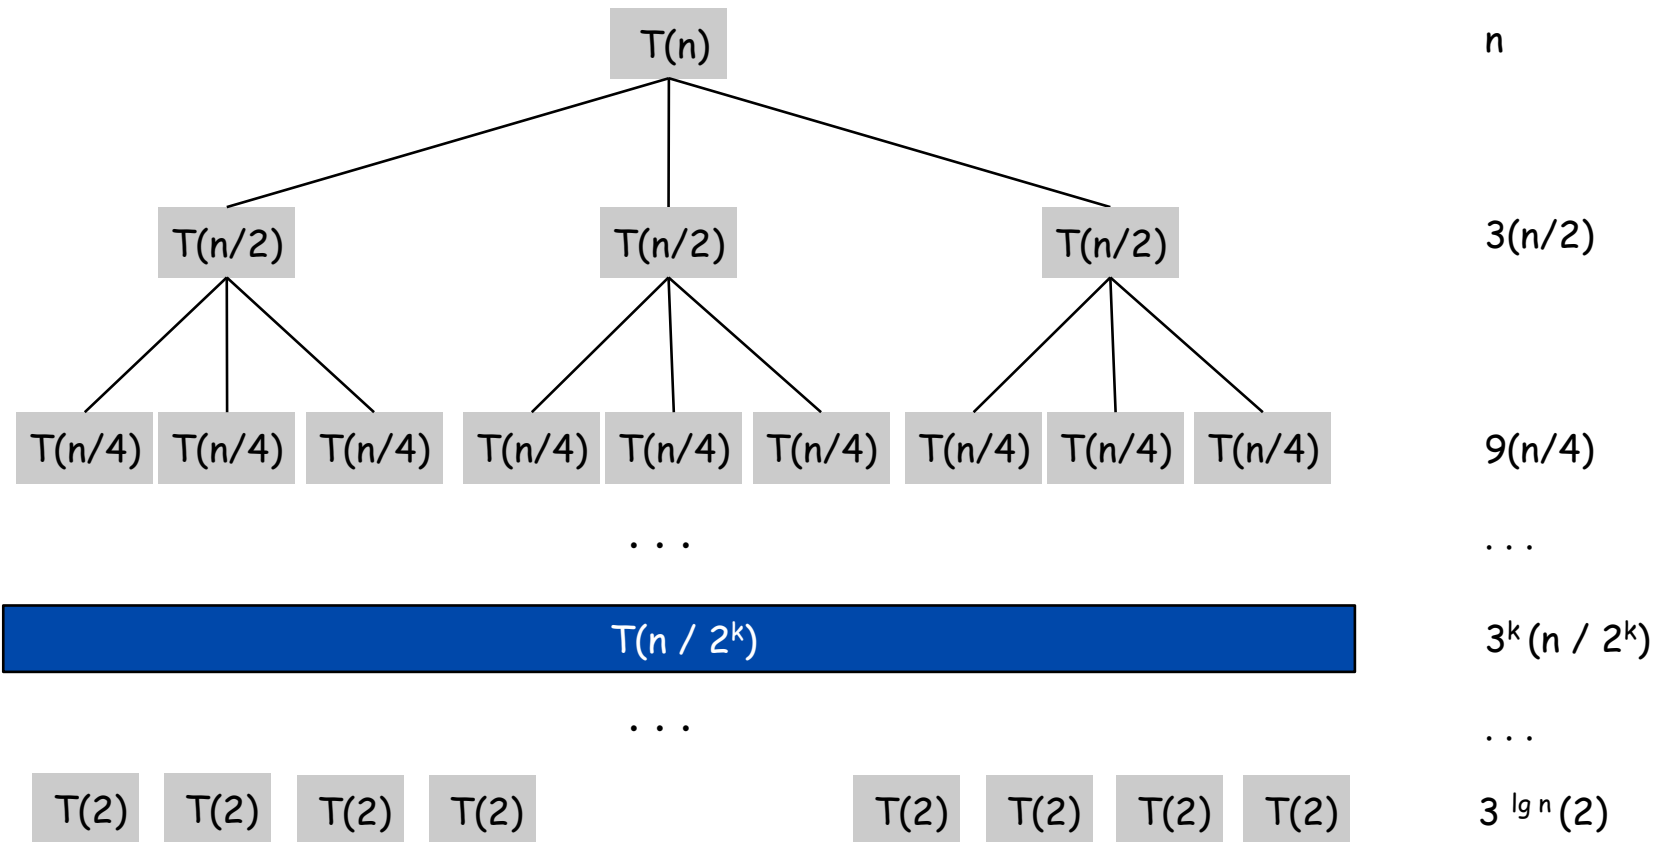 T(n) n
T(n/2) T(n/2) T(n/2) 3(n/2)
T(n/4) T(n/4) T(n/4) T(n/4) T(n/4) T(n/4) T(n/4) T(n/4) T(n/4) 9(n/4)
. . . . . .
T(n / 2ᵏ) 3ᵏ (n / 2ᵏ)
. . . . . .
T(2) T(2) T(2) T(2) T(2) T(2) T(2) T(2) 3 ˡᵍ ⁿ (2)